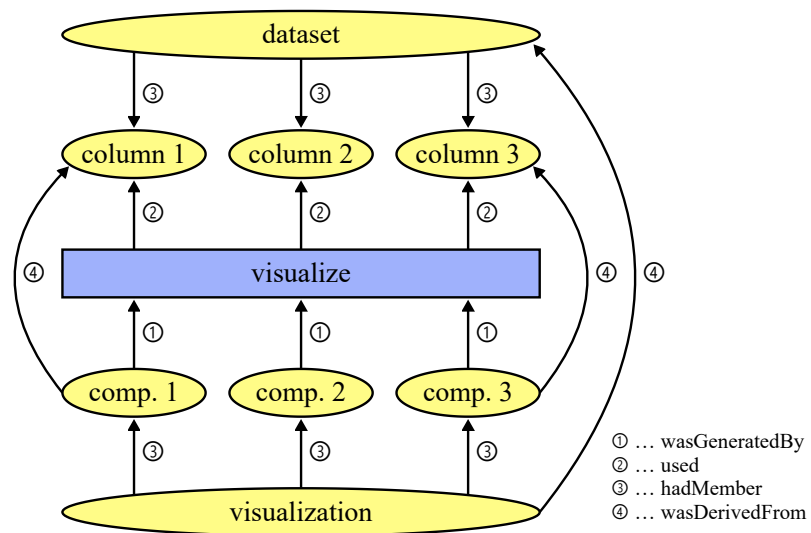 dataset
③ ③ ③
column 1 column 2 column 3
② ② ②
④ visualize ④ ④
① ① ①
comp. 1 comp. 2 comp. 3
③ ③ ③
visualization
① … wasGeneratedBy
② … used
③ … hadMember
④ … wasDerivedFrom